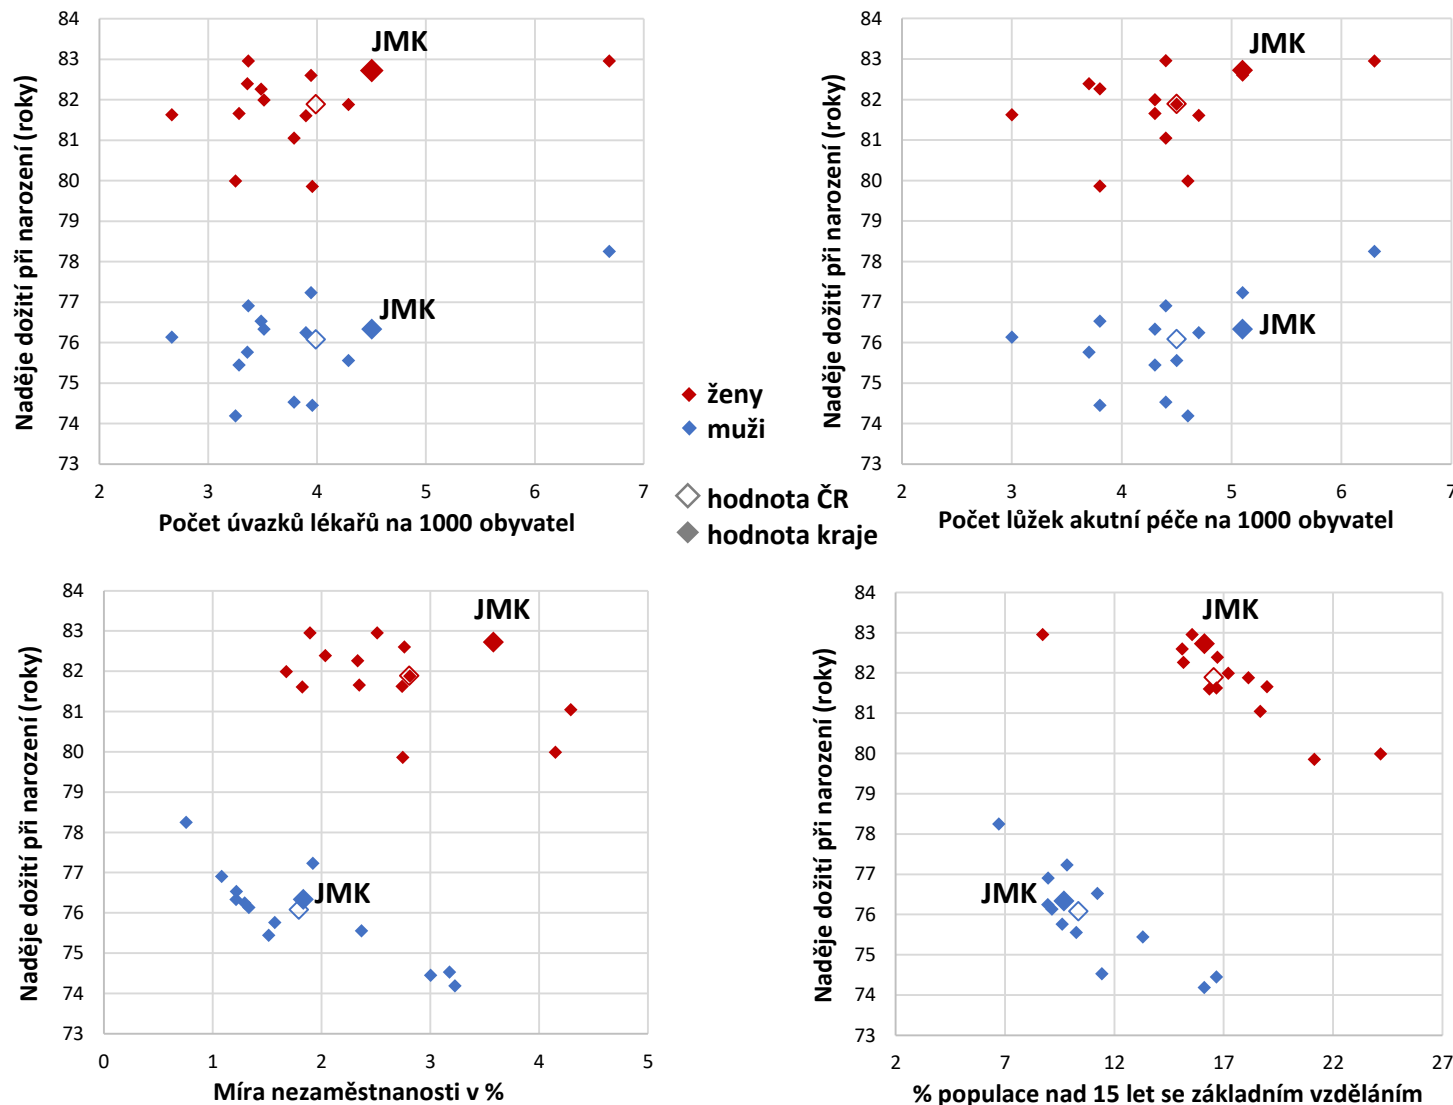 Naděje dožití při narození (roky)
84
83
82
81
80
79
78
77
76
75
74
73
JMK
JMK
2 3 4 5 6 7
Počet úvazků lékařů na 1000 obyvatel
ženy
muži
hodnota ČR
hodnota kraje
Naděje dožití při narození (roky)
84
83
82
81
80
79
78
77
76
75
74
73
JMK
JMK
2 3 4 5 6 7
Počet lůžek akutní péče na 1000 obyvatel
Naděje dožití při narození (roky)
84
83
82
81
80
79
78
77
76
75
74
73
JMK
JMK
0 1 2 3 4 5
Míra nezaměstnanosti v %
Naděje dožití při narození (roky)
84
83
82
81
80
79
78
77
76
75
74
73
JMK
JMK
2 7 12 17 22 27
% populace nad 15 let se základním vzděláním